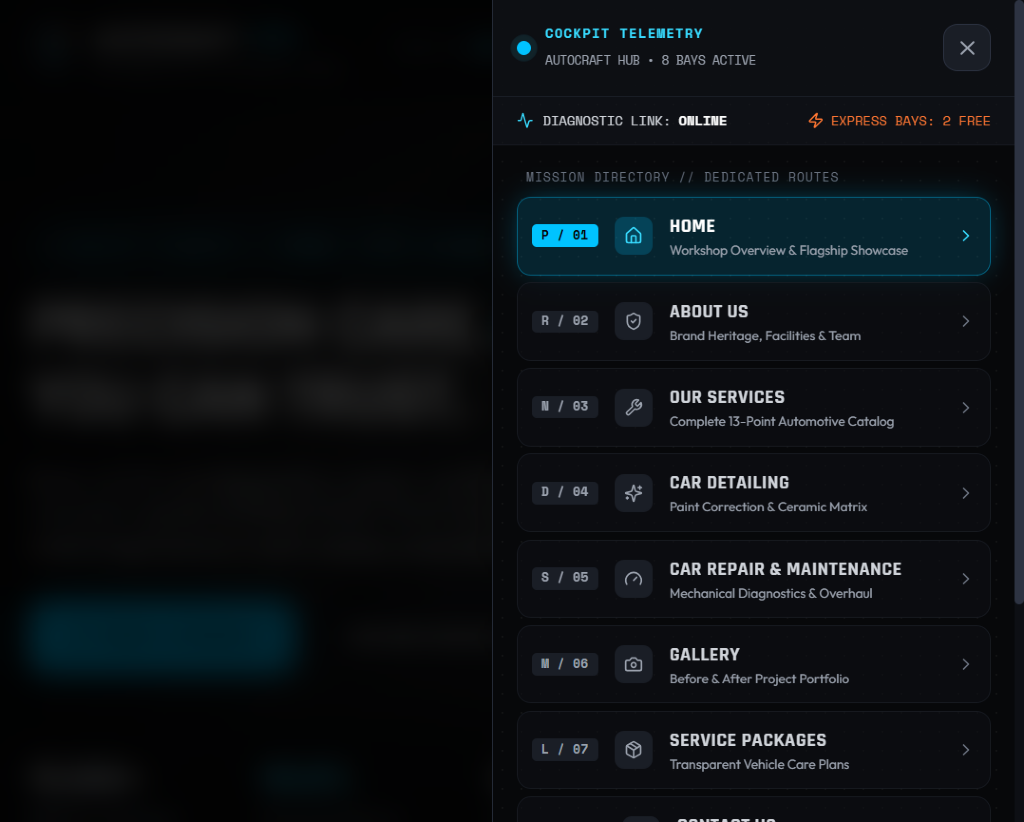 COCKPIT TELEMETRY
AUTOCRAFT HUB • 8 BAYS ACTIVE
DIAGNOSTIC LINK: ONLINE
EXPRESS BAYS: 2 FREE
MISSION DIRECTORY // DEDICATED ROUTES
P / 01
HOME
Workshop Overview & Flagship Showcase
R / 02
ABOUT US
Brand Heritage, Facilities & Team
N / 03
OUR SERVICES
Complete 13-Point Automotive Catalog
D / 04
CAR DETAILING
Paint Correction & Ceramic Matrix
S / 05
CAR REPAIR & MAINTENANCE
Mechanical Diagnostics & Overhaul
M / 06
GALLERY
Before & After Project Portfolio
L / 07
SERVICE PACKAGES
Transparent Vehicle Care Plans
CONTACT US